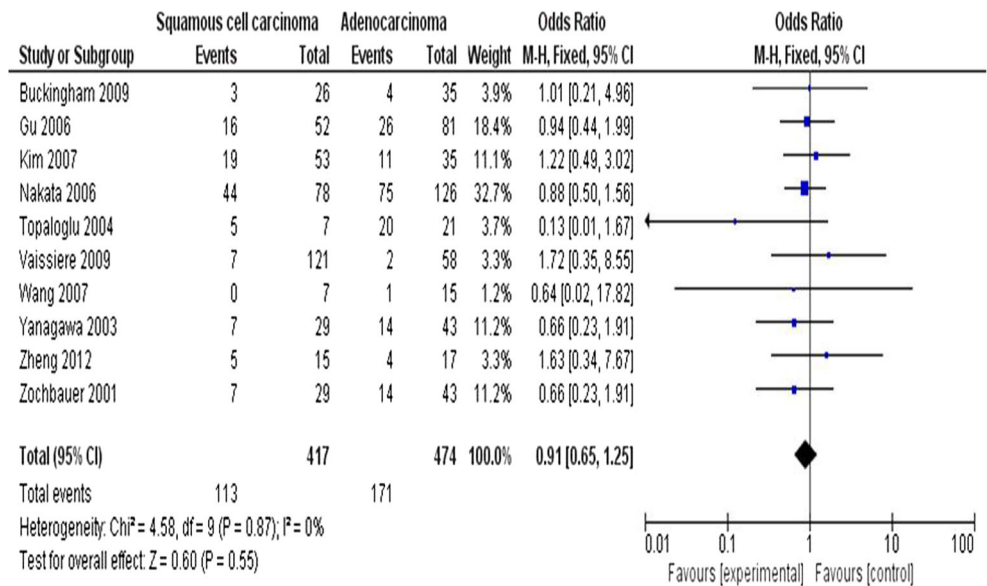 Squamous cell carcinoma Adenocarcinoma Odds Ratio Odds Ratio
Study or Subgroup Events Total Events Total Weight M-H, Fixed, 95% CI M-H, Fixed, 95% CI
Buckingham 2009 3 26 4 35 3.9% 1.01 [0.21, 4.96]
Gu 2006 16 52 26 81 18.4% 0.94 [0.44, 1.99]
Kim 2007 19 53 11 35 11.1% 1.22 [0.49, 3.02]
Nakata 2006 44 78 75 126 32.7% 0.88 [0.50, 1.56]
Topaloglu 2004 5 7 20 21 3.7% 0.13 [0.01, 1.67]
Vaissiere 2009 7 121 2 58 3.3% 1.72 [0.35, 8.55]
Wang 2007 0 7 1 15 1.2% 0.64 [0.02, 17.82]
Yanagawa 2003 7 29 14 43 11.2% 0.66 [0.23, 1.91]
Zheng 2012 5 15 4 17 3.3% 1.63 [0.34, 7.67]
Zochbauer 2001 7 29 14 43 11.2% 0.66 [0.23, 1.91]
Total (95% CI) 417 474 100.0% 0.91 [0.65, 1.25]
Total events 113 171
Heterogeneity: Chi² = 4.58, df = 9 (P = 0.87); I² = 0%
Test for overall effect: Z = 0.60 (P = 0.55)
0.01 0.1 1 10 100
Favours [experimental] Favours [control]